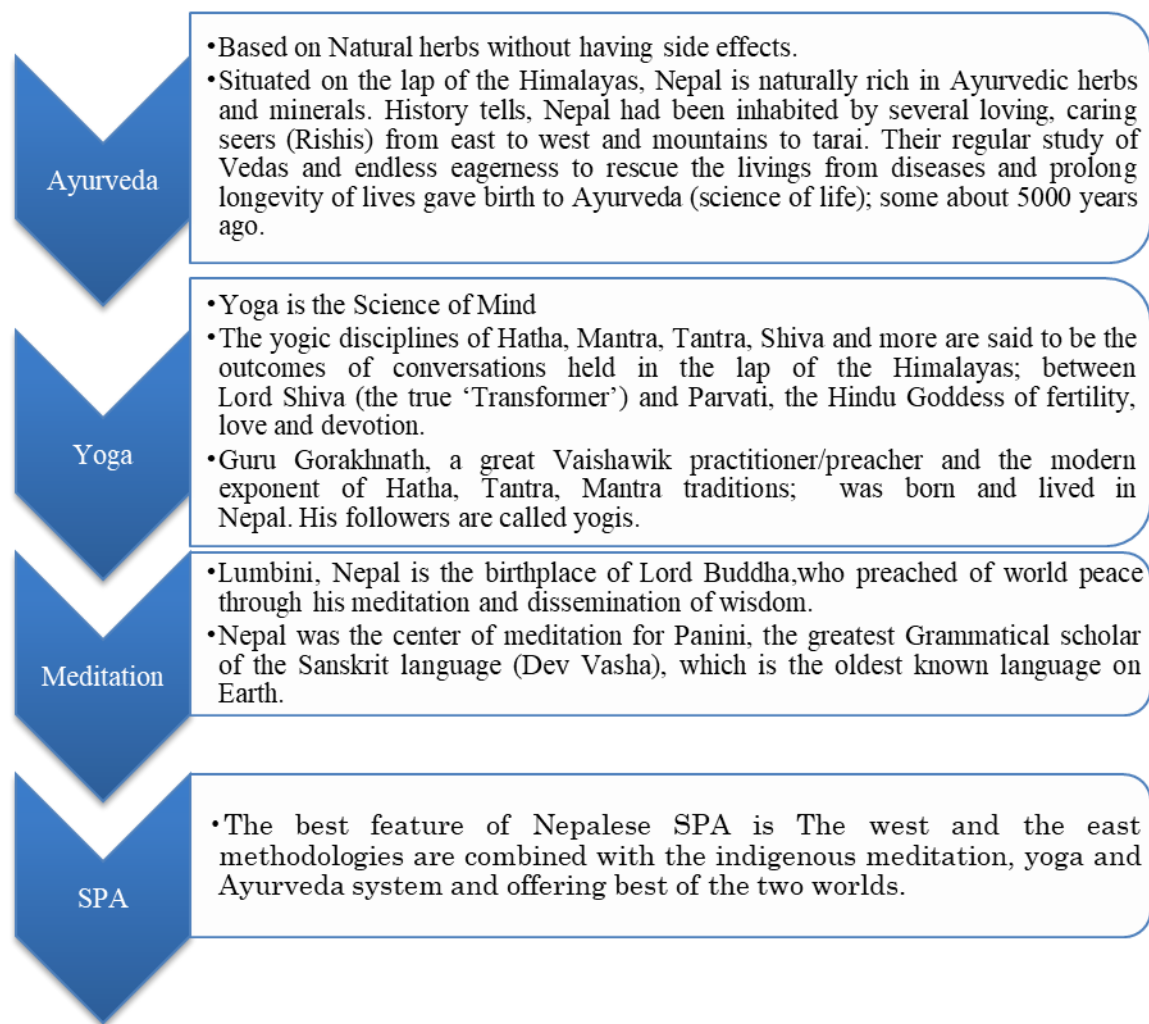 Ayurveda
•Based on Natural herbs without having side effects.
•Situated on the lap of the Himalayas, Nepal is naturally rich in Ayurvedic herbs
and minerals. History tells, Nepal had been inhabited by several loving, caring
seers (Rishis) from east to west and mountains to tarai. Their regular study of
Vedas and endless eagerness to rescue the livings from diseases and prolong
longevity of lives gave birth to Ayurveda (science of life); some about 5000 years
ago.
Yoga
•Yoga is the Science of Mind
•The yogic disciplines of Hatha, Mantra, Tantra, Shiva and more are said to be the
outcomes of conversations held in the lap of the Himalayas; between
Lord Shiva (the true ‘Transformer’) and Parvati, the Hindu Goddess of fertility,
love and devotion.
•Guru Gorakhnath, a great Vaishawik practitioner/preacher and the modern
exponent of Hatha, Tantra, Mantra traditions; was born and lived in
Nepal. His followers are called yogis.
Meditation
•Lumbini, Nepal is the birthplace of Lord Buddha,who preached of world peace
through his meditation and dissemination of wisdom.
•Nepal was the center of meditation for Panini, the greatest Grammatical scholar
of the Sanskrit language (Dev Vasha), which is the oldest known language on
Earth.
SPA
•The best feature of Nepalese SPA is The west and the east
methodologies are combined with the indigenous meditation, yoga and
Ayurveda system and offering best of the two worlds.